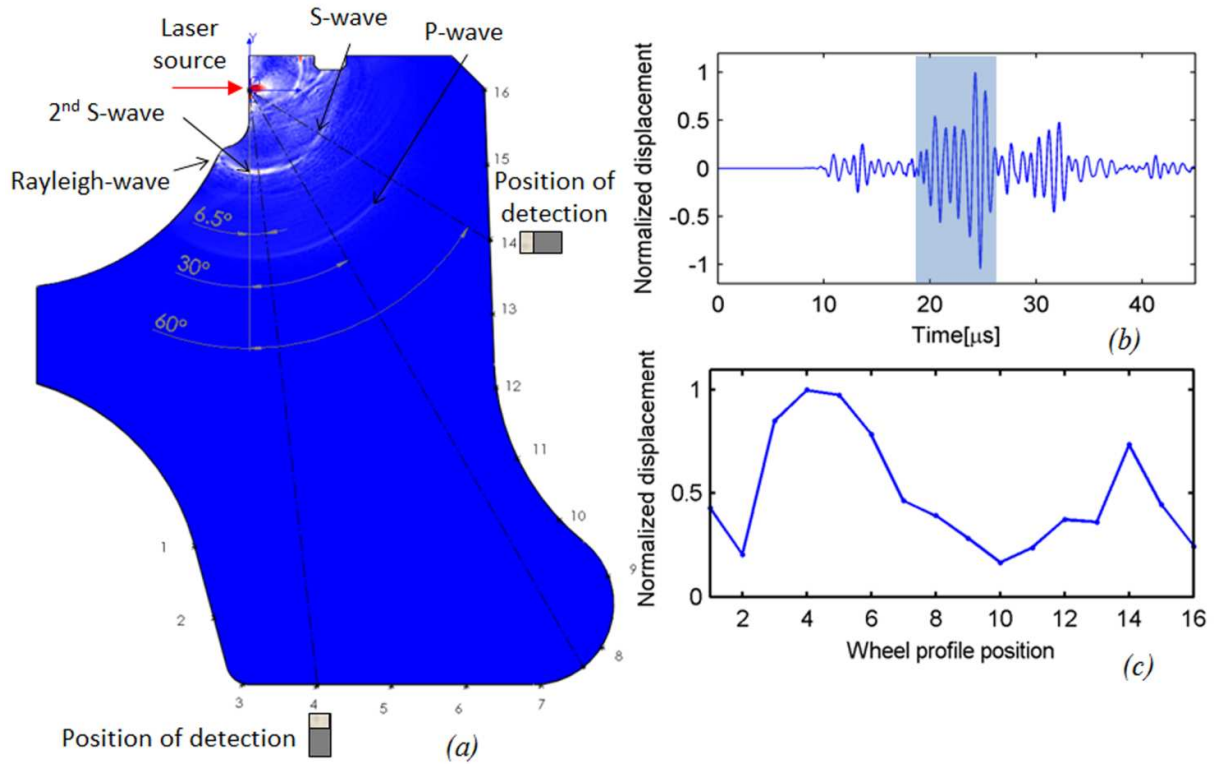 Laser
source
S-wave
P-wave
2nd S-wave
Rayleigh-wave
Y
16
15
Position of
detection
14
6.5°
30°
60°
13
12
11
10
9
8
1
2
3 4 5 6 7
Position of detection
(a)
Normalized displacement
1
0.5
0
-0.5
-1
0 10 20 30 40
Time[μs]
(b)
Normalized displacement
1
0.5
0
2 4 6 8 10 12 14 16
Wheel profile position
(c)